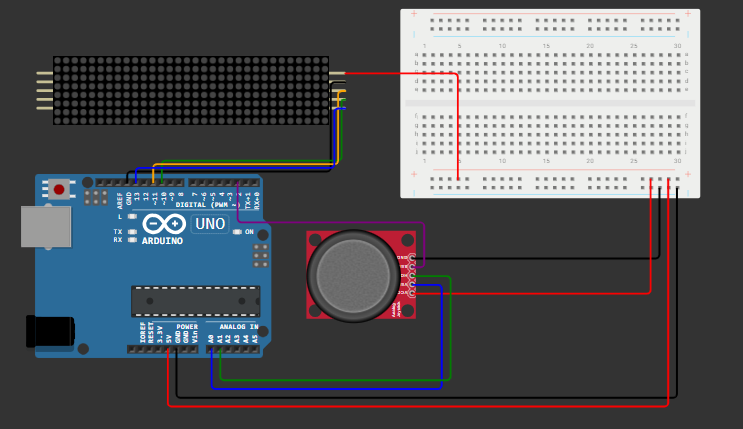 + +
1 5 10 15 20 25 30
a a
b b
c c
d d
e e
f f
g g
h h
i i
j j
1 5 10 15 20 25 30
+ +
AREF
GND
13
12
~11
~10
~9
8
7
~6
~5
4
~3
2
TX→1
RX←0
DIGITAL (PWM ~)
L
TX
RX
UNO
ARDUINO
ON
POWER
ANALOG IN
IOREF
RESET
3.3V
5V
GND
GND
Vin
A0
A1
A2
A3
A4
A5
Analog
Joystick